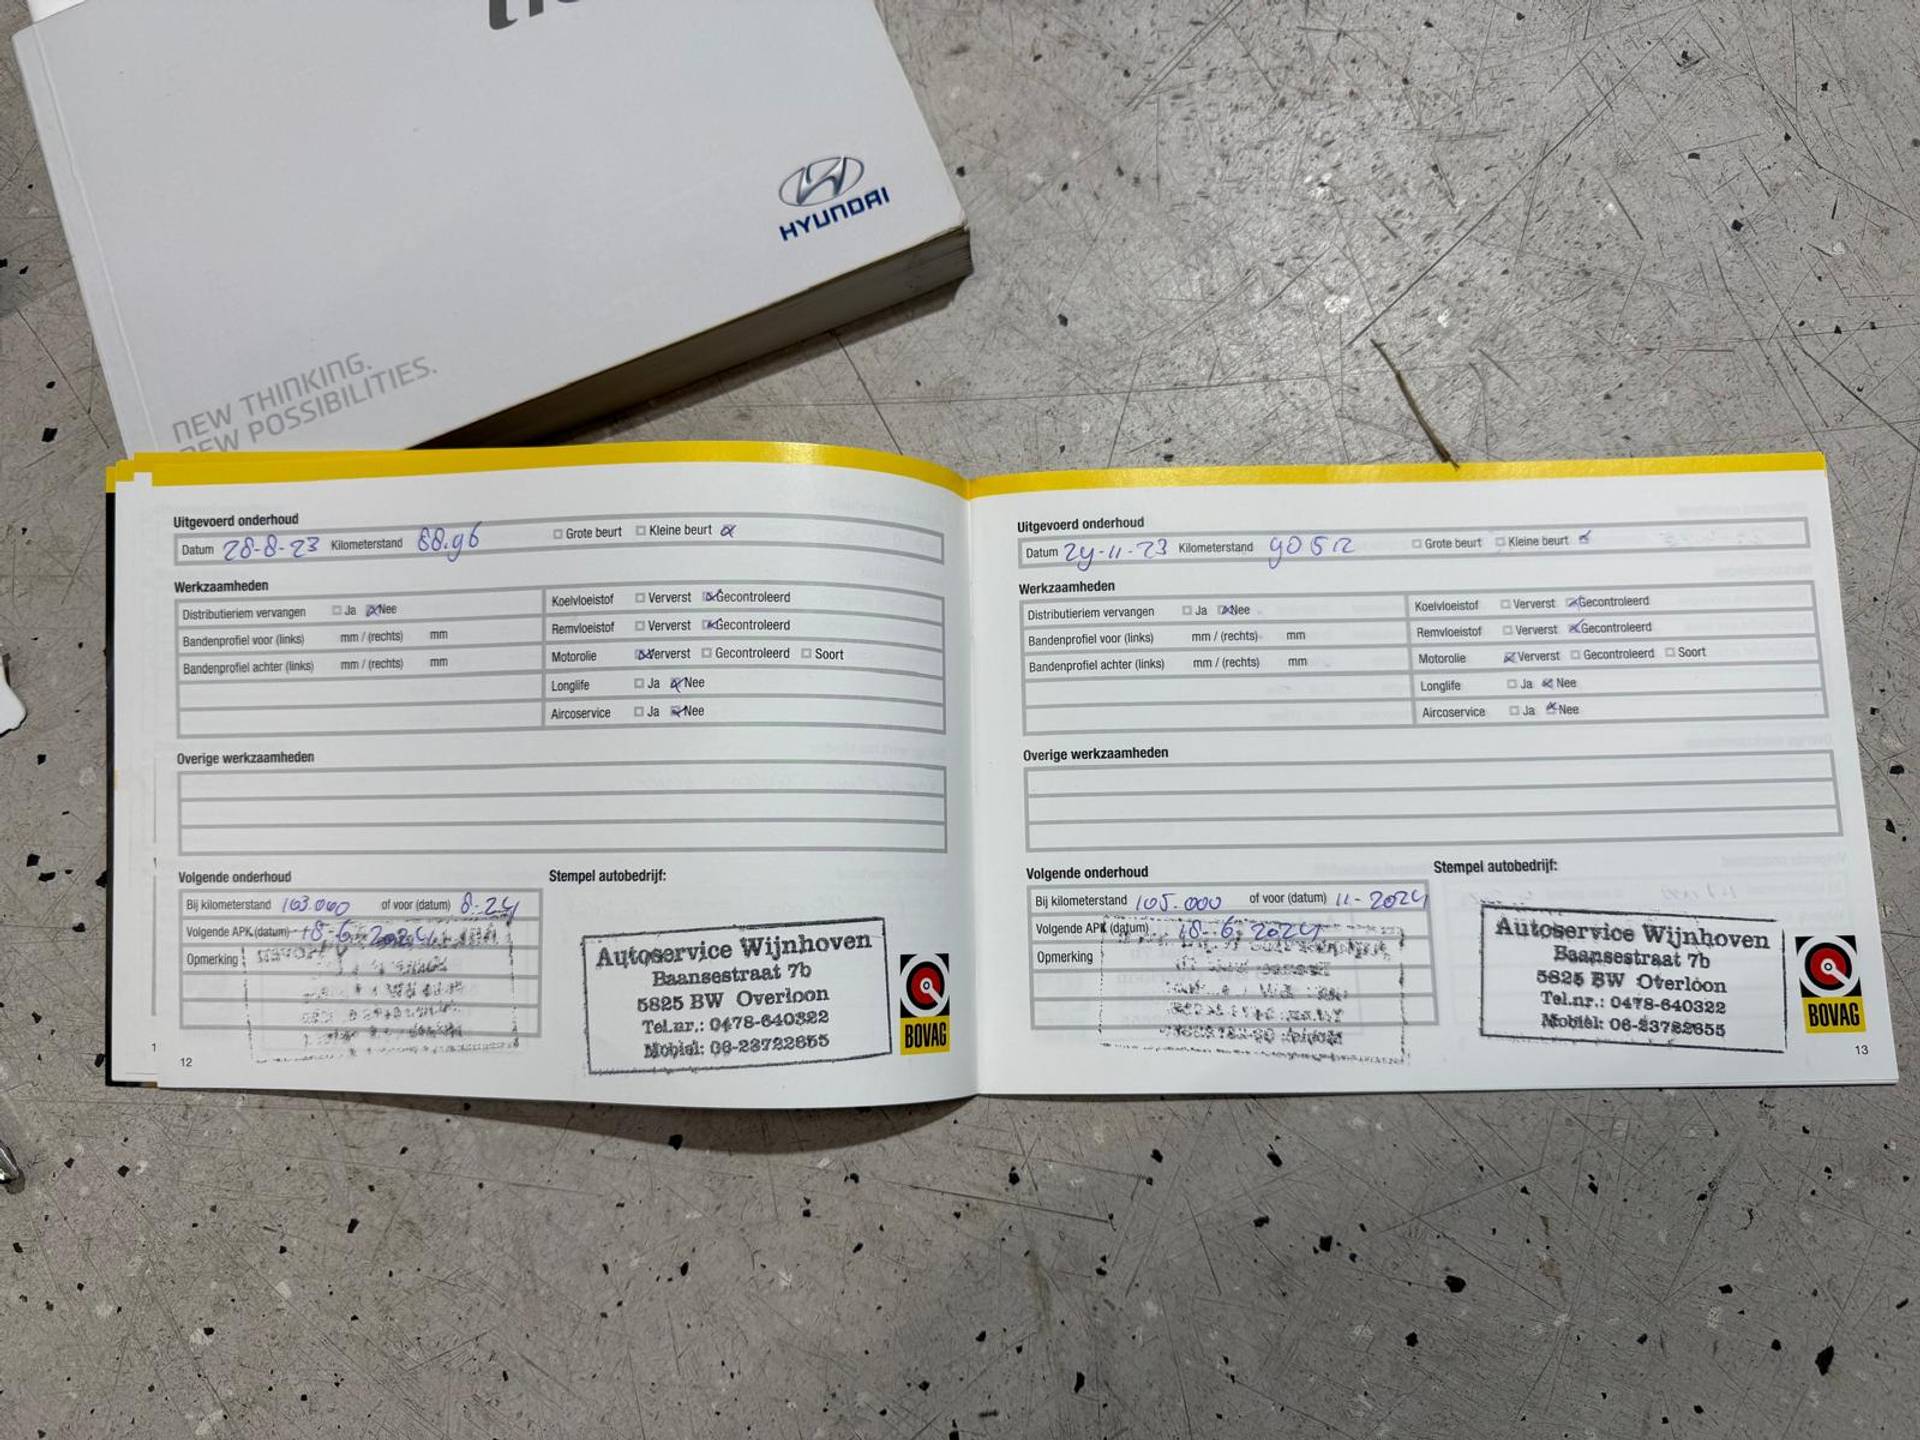 HYUNDAI
NEW THINKING.
NEW POSSIBILITIES.
Uitgevoerd onderhoud
Datum 28-8-23 Kilometerstand 88.96 Grote beurt Kleine beurt
Werkzaamheden
Distributieriem vervangen Ja Nee
Bandenprofiel voor (links) mm / (rechts) mm
Bandenprofiel achter (links) mm / (rechts) mm
Koelvloeistof Ververst Gecontroleerd
Remvloeistof Ververst Gecontroleerd
Motorolie Ververst Gecontroleerd Soort
Longlife Ja Nee
Aircoservice Ja Nee
Overige werkzaamheden
Volgende onderhoud
Bij kilometerstand 103.000 of voor (datum) 8-24
Volgende APK (datum) 18-6-2024
Opmerking
Stempel autobedrijf:
Autoservice Wijnhoven
Baansestraat 7b
5825 BW Overloon
Tel.nr.: 0478-640322
Mobiel: 06-23722655
BOVAG
12
1
Uitgevoerd onderhoud
Datum 24-11-23 Kilometerstand 90512 Grote beurt Kleine beurt
Werkzaamheden
Distributieriem vervangen Ja Nee
Bandenprofiel voor (links) mm / (rechts) mm
Bandenprofiel achter (links) mm / (rechts) mm
Koelvloeistof Ververst Gecontroleerd
Remvloeistof Ververst Gecontroleerd
Motorolie Ververst Gecontroleerd Soort
Longlife Ja Nee
Aircoservice Ja Nee
Overige werkzaamheden
Volgende onderhoud
Bij kilometerstand 105.000 of voor (datum) 11-2024
Volgende APK (datum) 18-6-2024
Opmerking
Stempel autobedrijf:
Autoservice Wijnhoven
Baansestraat 7b
5825 BW Overloon
Tel.nr.: 0478-640322
Mobiel: 06-23722655
BOVAG
13